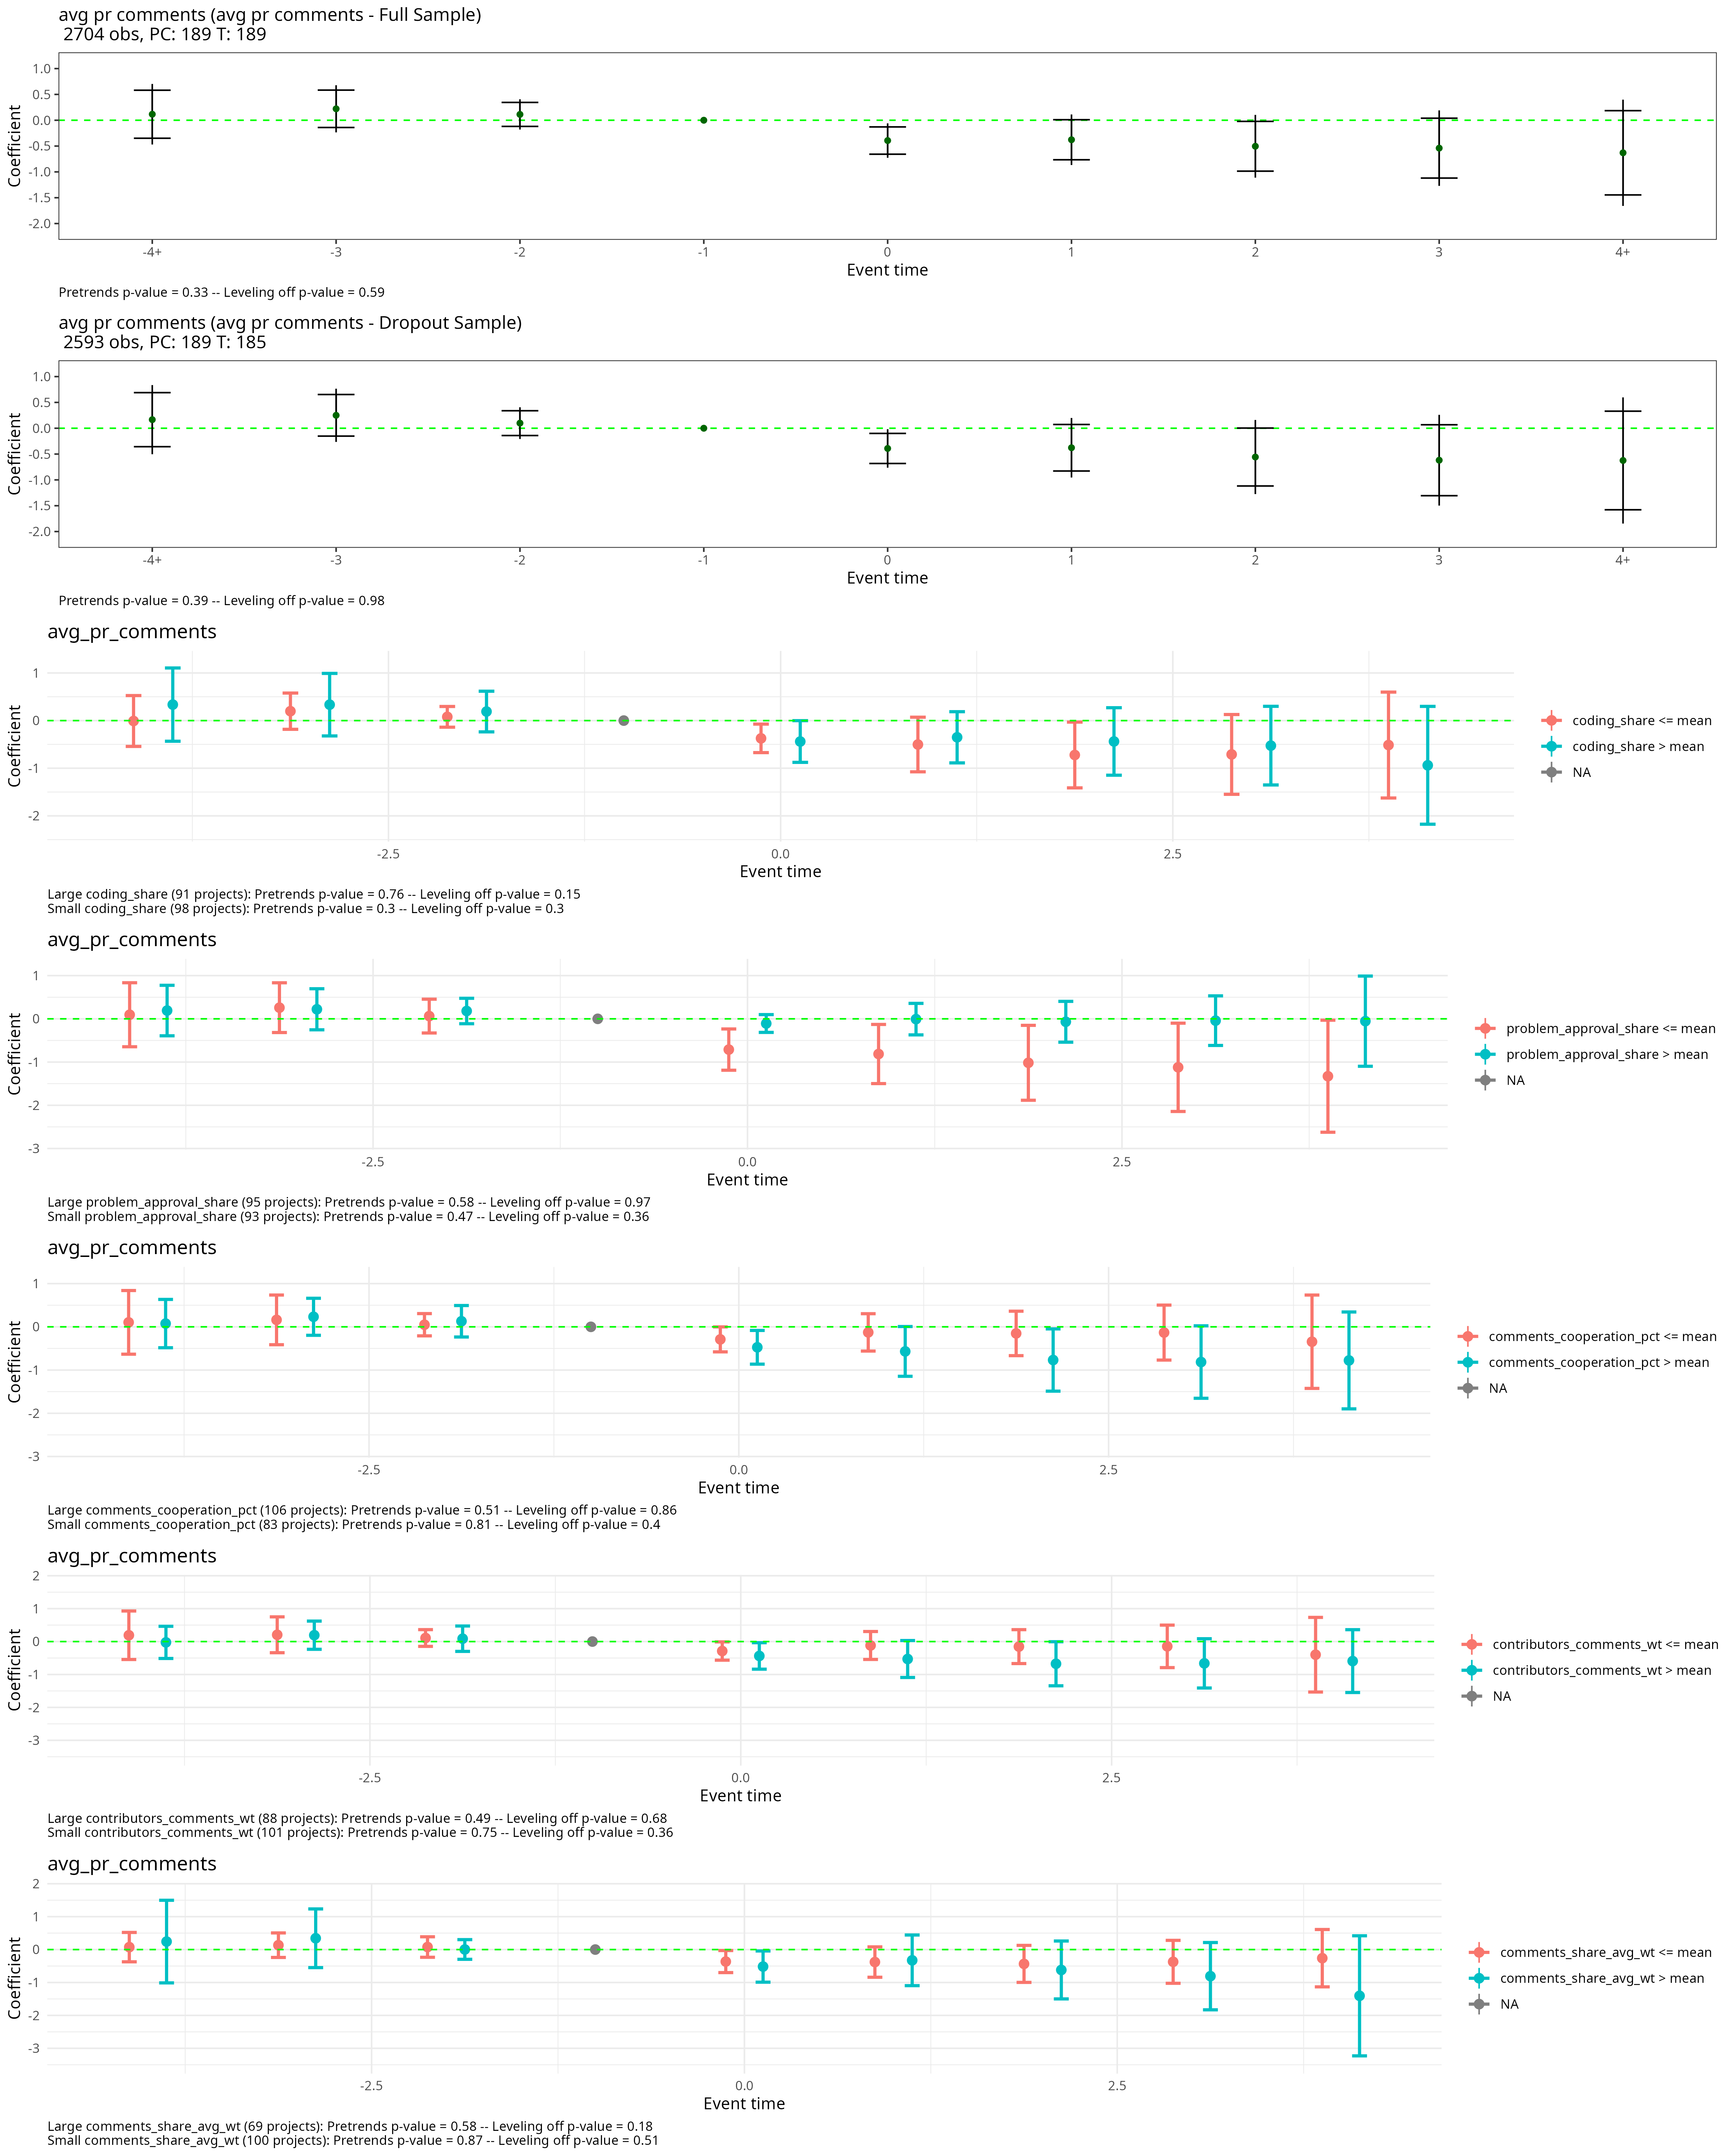 avg pr comments (avg pr comments - Full Sample)
2704 obs, PC: 189 T: 189
Coefficient
1.0
0.5
0.0
-0.5
-1.0
-1.5
-2.0
-4+ -3 -2 -1 0 1 2 3 4+
Event time
Pretrends p-value = 0.33 -- Leveling off p-value = 0.59
avg pr comments (avg pr comments - Dropout Sample)
2593 obs, PC: 189 T: 185
Coefficient
1.0
0.5
0.0
-0.5
-1.0
-1.5
-2.0
-4+ -3 -2 -1 0 1 2 3 4+
Event time
Pretrends p-value = 0.39 -- Leveling off p-value = 0.98
avg_pr_comments
Coefficient
1
0
-1
-2
-2.5 0.0 2.5
Event time
coding_share <= mean
coding_share > mean
NA
Large coding_share (91 projects): Pretrends p-value = 0.76 -- Leveling off p-value = 0.15
Small coding_share (98 projects): Pretrends p-value = 0.3 -- Leveling off p-value = 0.3
avg_pr_comments
Coefficient
1
0
-1
-2
-3
-2.5 0.0 2.5
Event time
problem_approval_share <= mean
problem_approval_share > mean
NA
Large problem_approval_share (95 projects): Pretrends p-value = 0.58 -- Leveling off p-value = 0.97
Small problem_approval_share (93 projects): Pretrends p-value = 0.47 -- Leveling off p-value = 0.36
avg_pr_comments
Coefficient
1
0
-1
-2
-3
-2.5 0.0 2.5
Event time
comments_cooperation_pct <= mean
comments_cooperation_pct > mean
NA
Large comments_cooperation_pct (106 projects): Pretrends p-value = 0.51 -- Leveling off p-value = 0.86
Small comments_cooperation_pct (83 projects): Pretrends p-value = 0.81 -- Leveling off p-value = 0.4
avg_pr_comments
Coefficient
2
1
0
-1
-2
-3
-2.5 0.0 2.5
Event time
contributors_comments_wt <= mean
contributors_comments_wt > mean
NA
Large contributors_comments_wt (88 projects): Pretrends p-value = 0.49 -- Leveling off p-value = 0.68
Small contributors_comments_wt (101 projects): Pretrends p-value = 0.75 -- Leveling off p-value = 0.36
avg_pr_comments
Coefficient
2
1
0
-1
-2
-3
-2.5 0.0 2.5
Event time
comments_share_avg_wt <= mean
comments_share_avg_wt > mean
NA
Large comments_share_avg_wt (69 projects): Pretrends p-value = 0.58 -- Leveling off p-value = 0.18
Small comments_share_avg_wt (100 projects): Pretrends p-value = 0.87 -- Leveling off p-value = 0.51